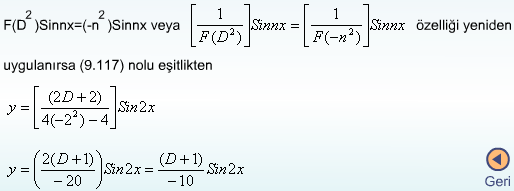 F(D²)Sinnx=(-n²)Sinnx veya [1/F(D²)]Sinnx = [1/F(-n²)]Sinnx özelliği yeniden
uygulanırsa (9.117) nolu eşitlikten
y = [(2D+2)/4(-2²)-4]Sin2x
y = (2(D+1)/-20)Sin2x = (D+1)/-10 Sin2x
Geri